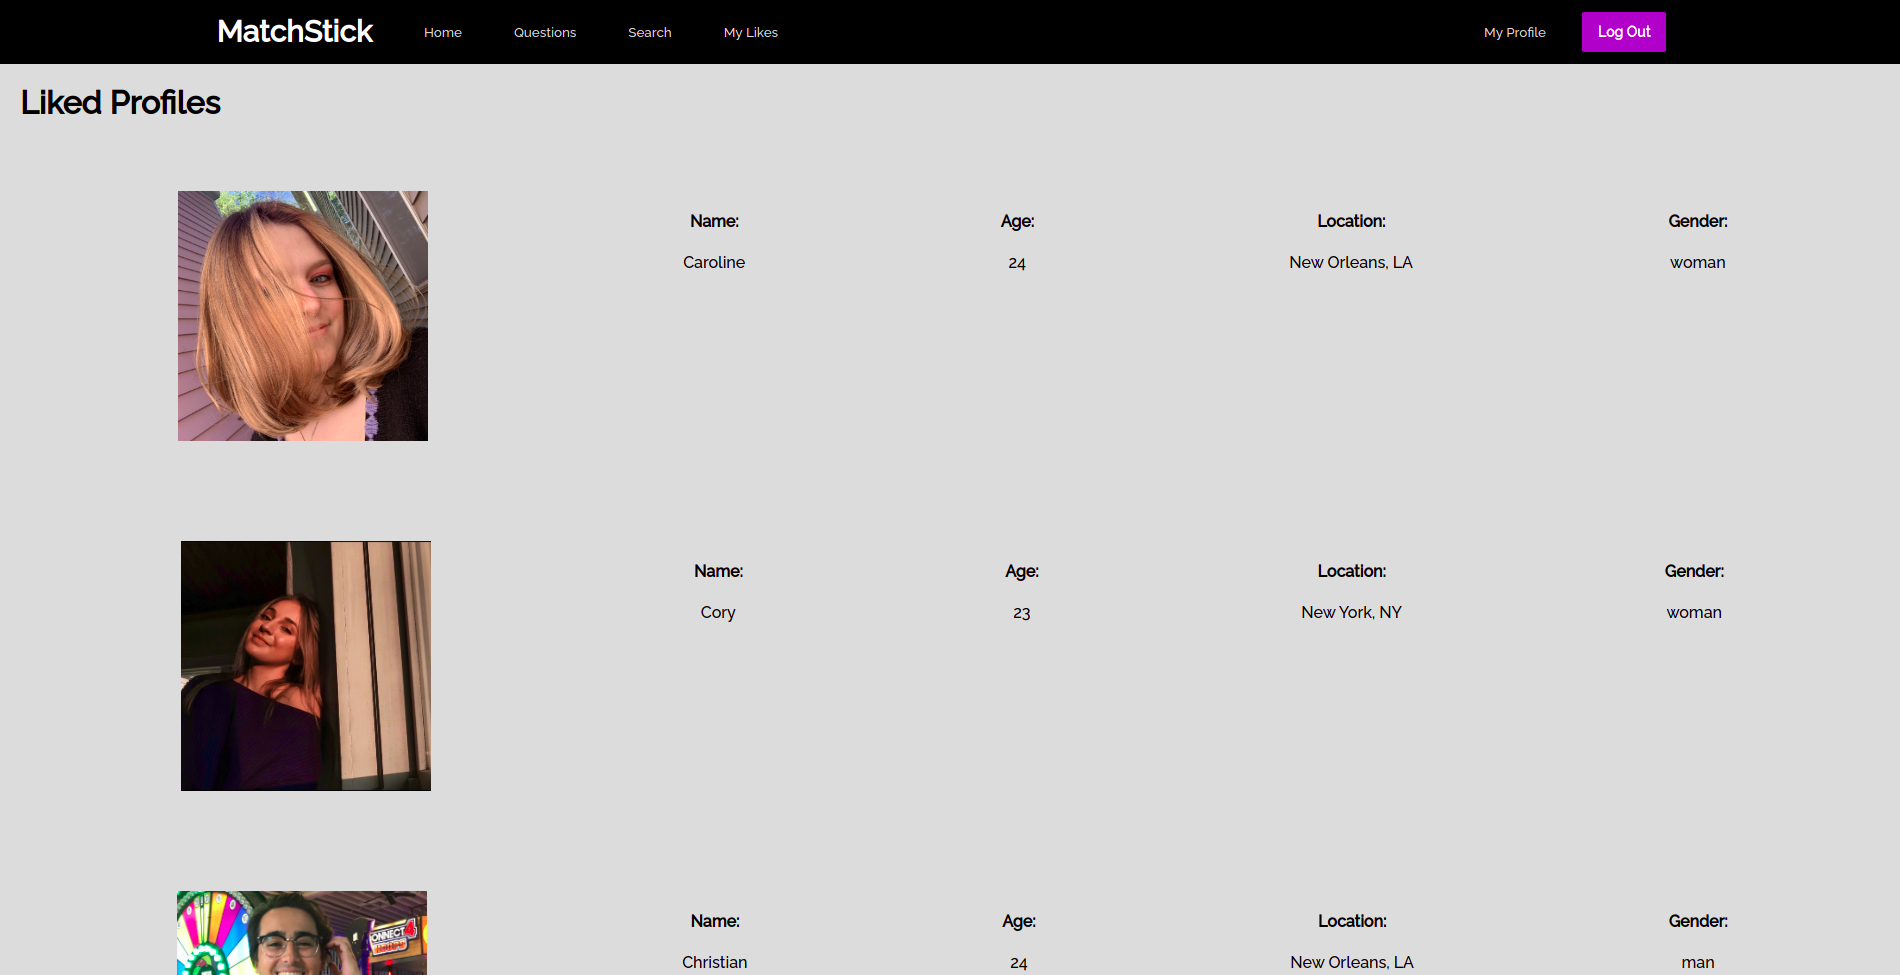 MatchStick Home Questions Search My Likes My Profile Log Out
Liked Profiles
Name: Age: Location: Gender:
Caroline 24 New Orleans, LA woman
Name: Age: Location: Gender:
Cory 23 New York, NY woman
CONNECT 4
Name: Age: Location: Gender:
Christian 24 New Orleans, LA man